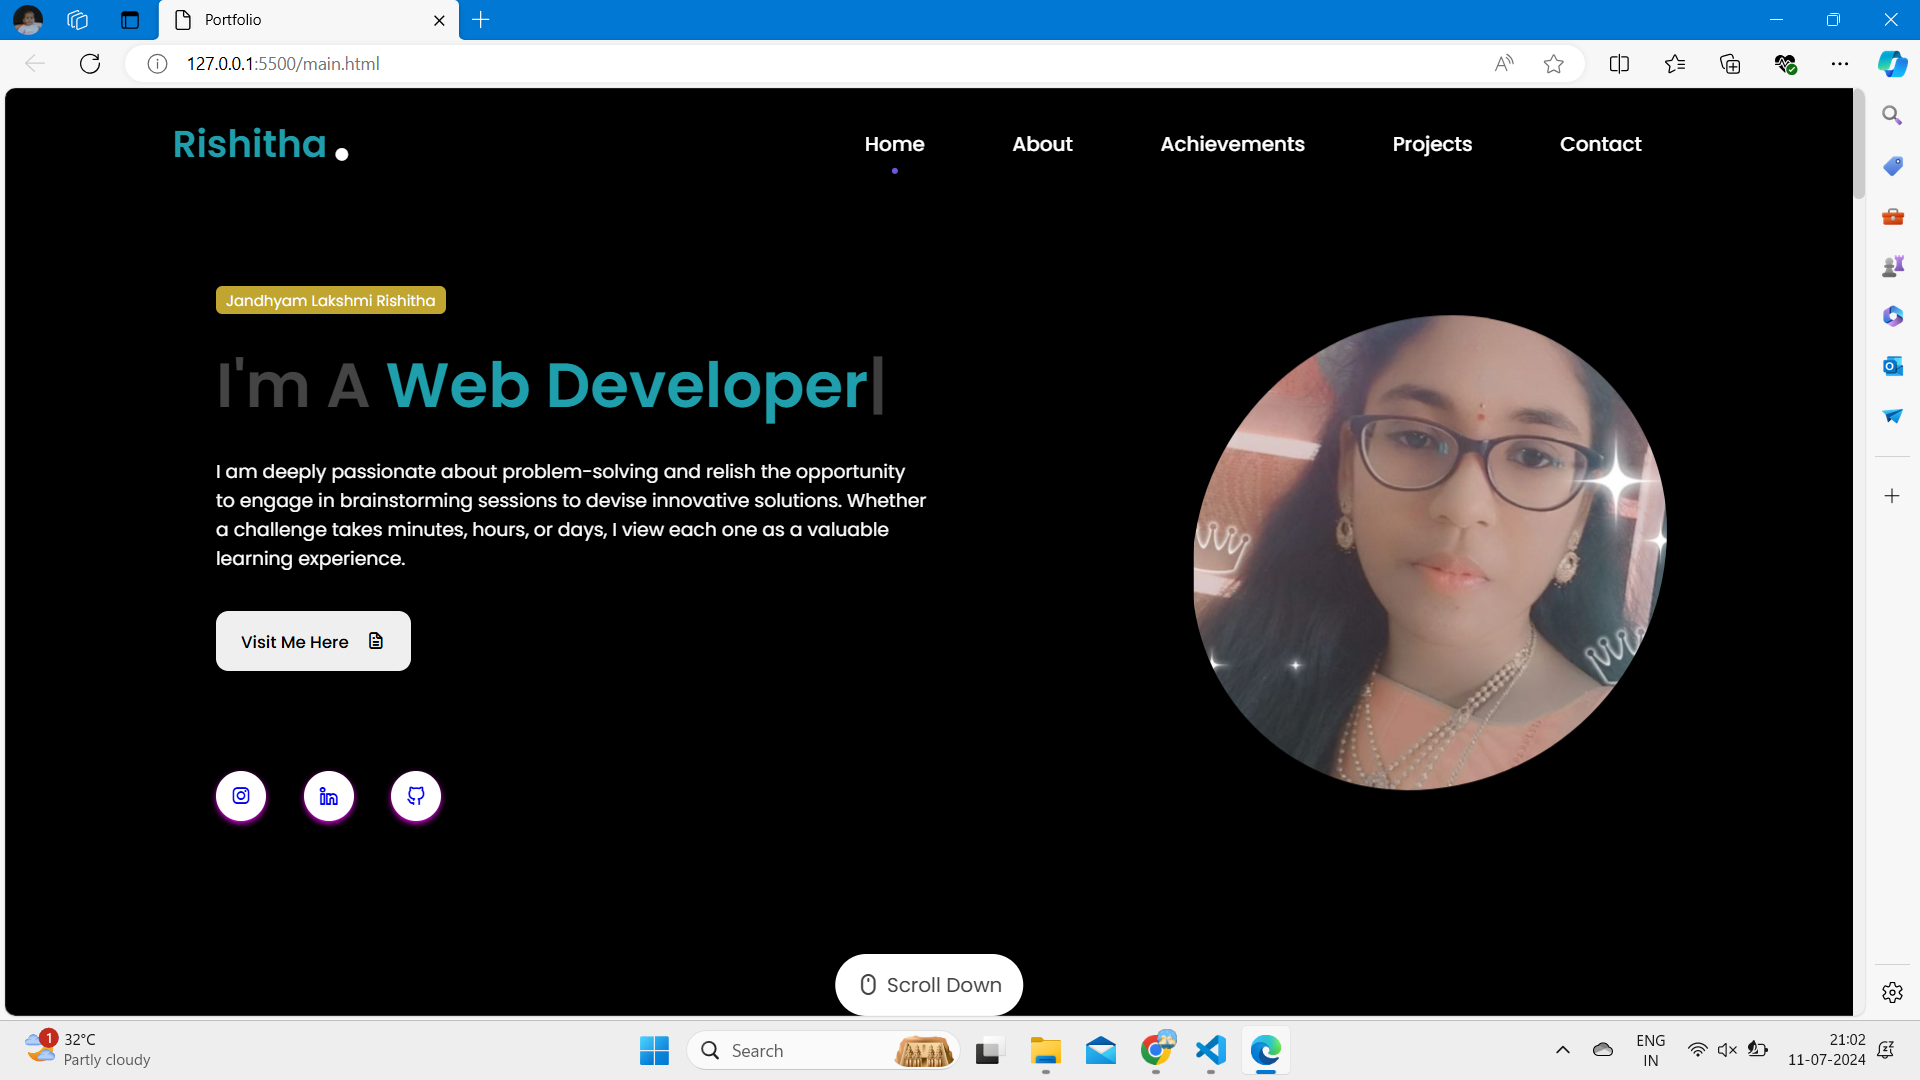 Portfolio
127.0.0.1:5500/main.html
Rishitha .
Home About Achievements Projects Contact
Jandhyam Lakshmi Rishitha
I'm A Web Developer|
I am deeply passionate about problem-solving and relish the opportunity
to engage in brainstorming sessions to devise innovative solutions. Whether
a challenge takes minutes, hours, or days, I view each one as a valuable
learning experience.
Visit Me Here
Scroll Down
1
32°C
Partly cloudy
Search
ENG
IN
21:02
11-07-2024